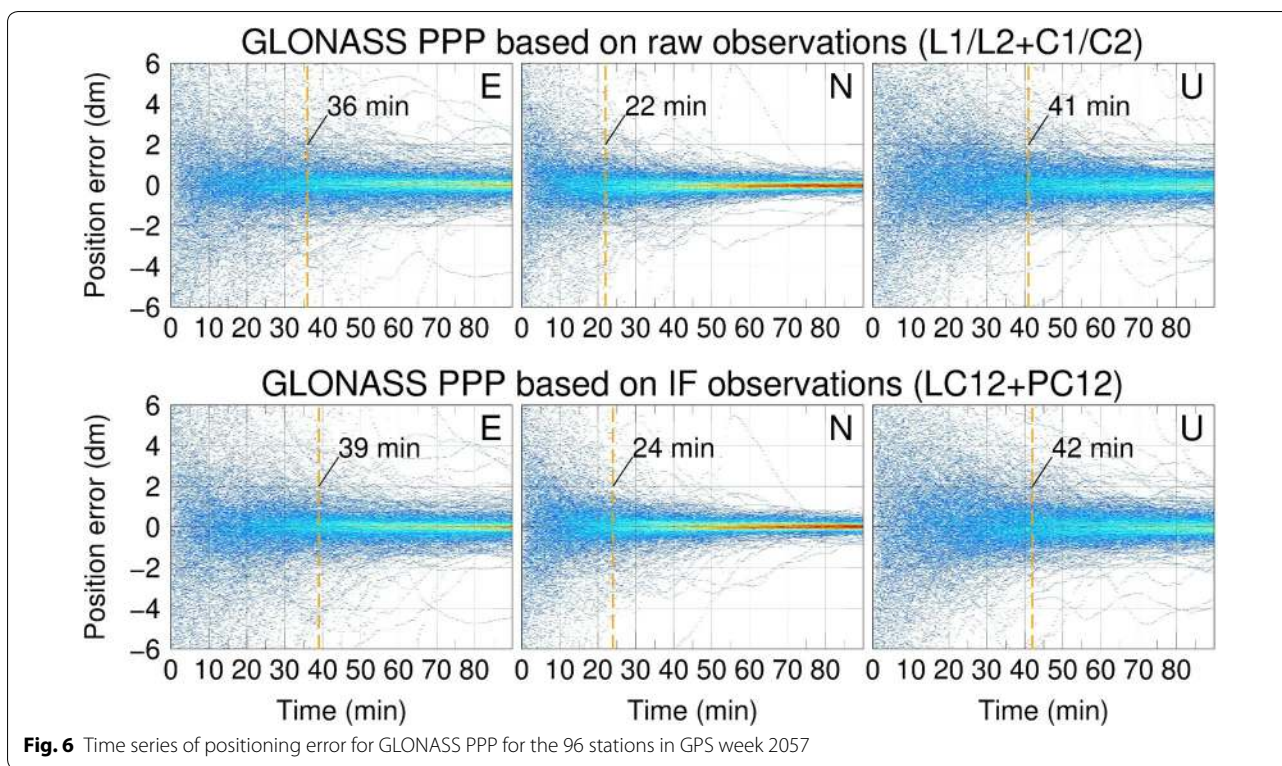 GLONASS PPP based on raw observations (L1/L2+C1/C2)
Position error (dm)
6
4
2
0
−2
−4
−6
E
36 min
N
22 min
U
41 min
0 10 20 30 40 50 60 70 80
0 10 20 30 40 50 60 70 80
0 10 20 30 40 50 60 70 80
GLONASS PPP based on IF observations (LC12+PC12)
Position error (dm)
6
4
2
0
−2
−4
−6
E
39 min
N
24 min
U
42 min
0 10 20 30 40 50 60 70 80
0 10 20 30 40 50 60 70 80
0 10 20 30 40 50 60 70 80
Time (min)
Time (min)
Time (min)
Fig. 6 Time series of positioning error for GLONASS PPP for the 96 stations in GPS week 2057